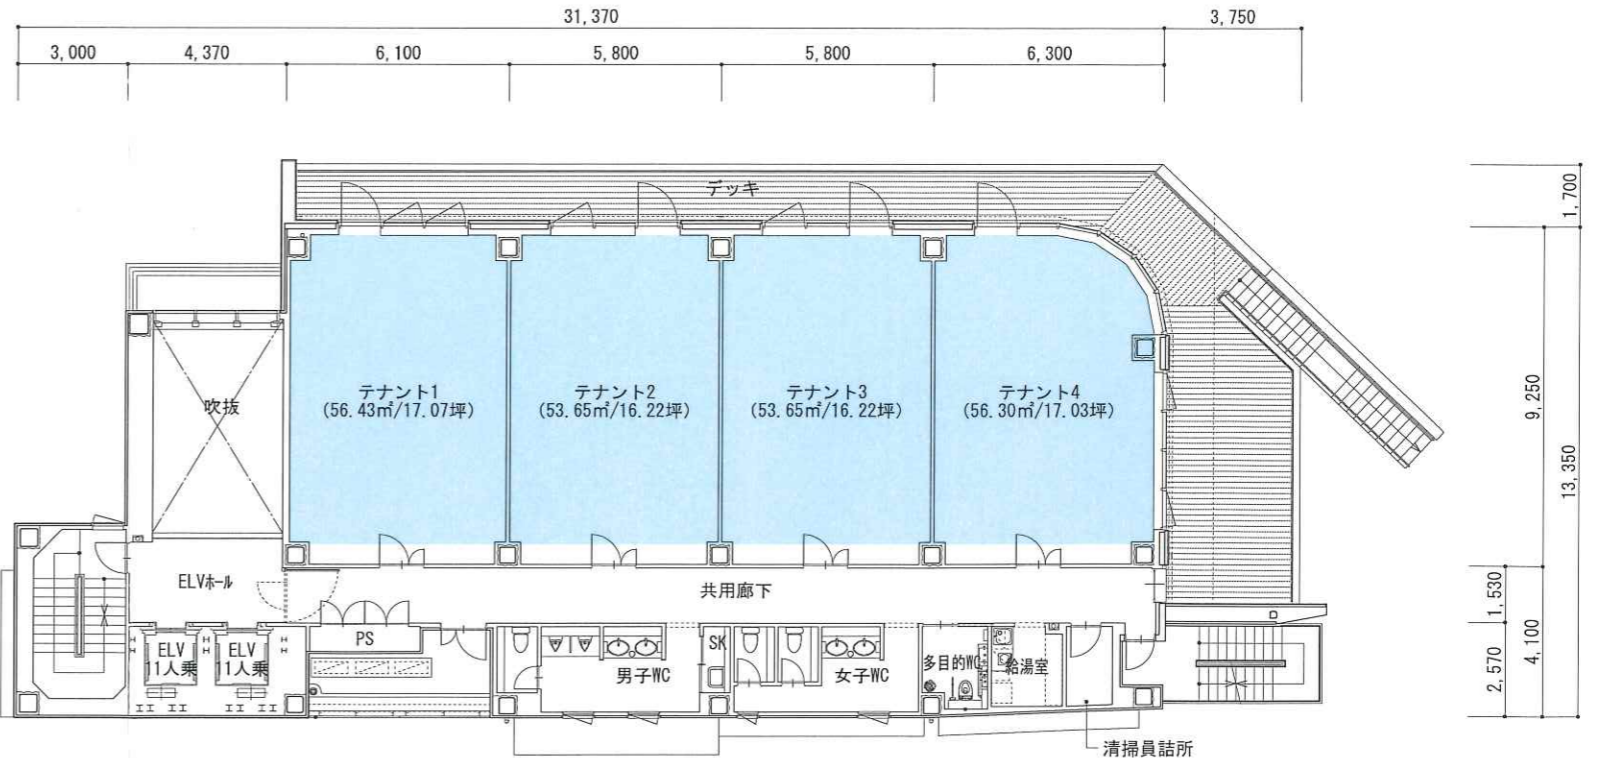 31,370
3,750
3,000
4,370
6,100
5,800
5,800
6,300
デッキ
1,700
吹抜
テナント1
(56.43㎡/17.07坪)
テナント2
(53.65㎡/16.22坪)
テナント3
(53.65㎡/16.22坪)
テナント4
(56.30㎡/17.03坪)
9,250
13,350
ELVホール
共用廊下
1,530
4,100
2,570
ELV
11人乗
ELV
11人乗
PS
男子WC
SK
女子WC
多目的WC
給湯室
清掃員詰所